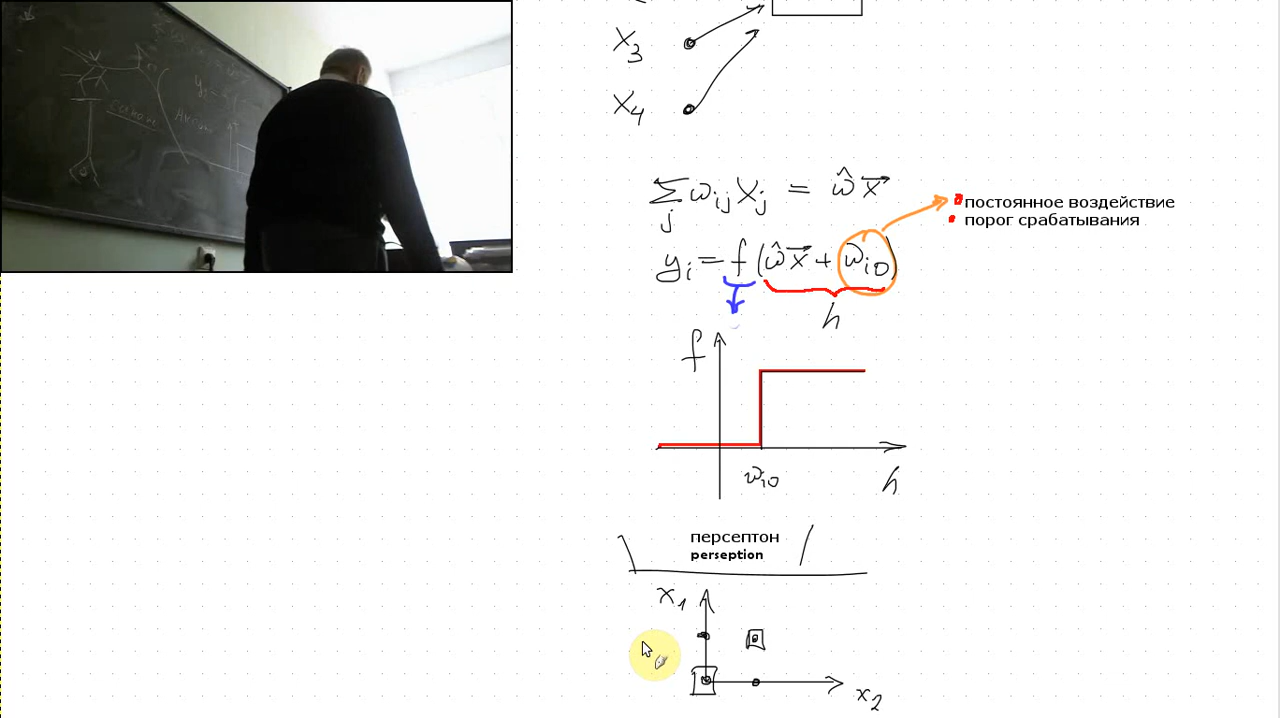 X3
X4
Σ ωij Xj = ω̂ x⃗
j
• постоянное воздействие
• порог срабатывания
yi = f (ω̂ x⃗ + ωi0)
h
f
ωi0
h
персептон
perseption
x1
x2